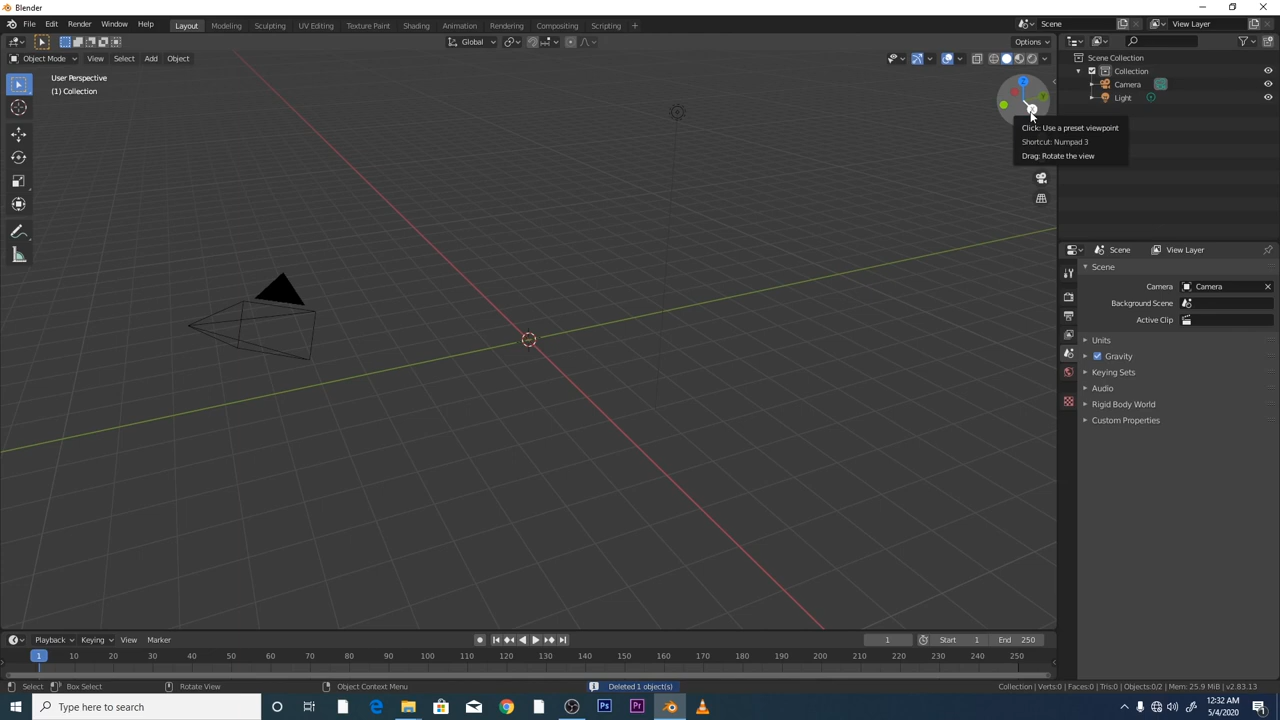 Blender
File Edit Render Window Help
Layout Modeling Sculpting UV Editing Texture Paint Shading Animation Rendering Compositing Scripting +
Scene
View Layer
Global
Options
Object Mode View Select Add Object
User Perspective
(1) Collection
Z
Y
Click: Use a preset viewpoint
Shortcut: Numpad 3
Drag: Rotate the view
Scene Collection
Collection
Camera
Light
Scene View Layer
Scene
Camera Camera
Background Scene
Active Clip
Units
Gravity
Keying Sets
Audio
Rigid Body World
Custom Properties
Playback Keying View Marker
1 Start 1 End 250
1 10 20 30 40 50 60 70 80 90 100 110 120 130 140 150 160 170 180 190 200 210 220 230 240 250
Select Box Select Rotate View Object Context Menu Deleted 1 object(s) Collection | Verts:0 | Faces:0 | Tris:0 | Objects:0/2 | Mem: 25.9 MiB | v2.83.13
Type here to search
12:32 AM
5/4/2020